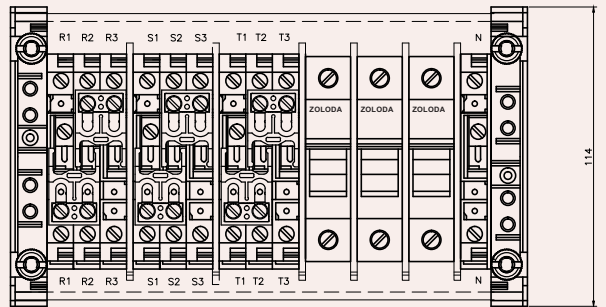 R1 R2 R3 S1 S2 S3 T1 T2 T3 N
ZOLODA ZOLODA ZOLODA
114
R1 R2 R3 S1 S2 S3 T1 T2 T3 N